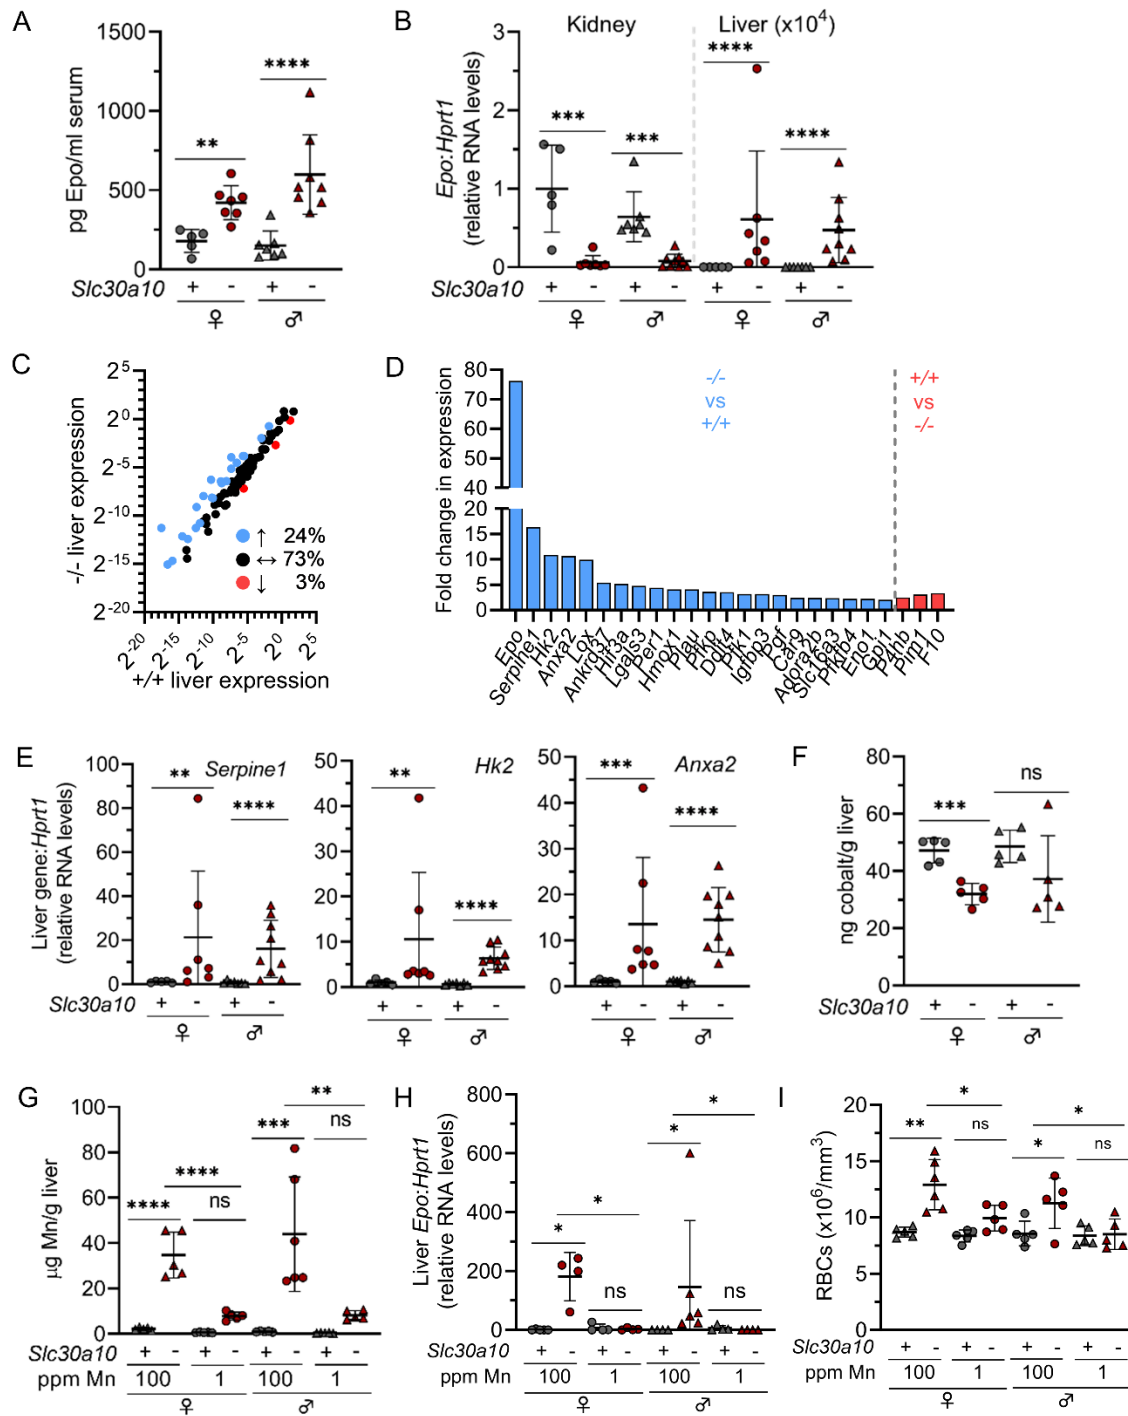 A
pg Epo/ml serum
1500
1000
500
0
**
****
Slc30a10
+ - + -
♀ ♂
B
Kidney Liver (x10⁴)
Epo:Hprt1
(relative RNA levels)
3
2
1
0
***
***
****
****
Slc30a10
+ - + - + - + -
♀ ♂ ♀ ♂
C
-/- liver expression
2⁵
2⁰
2⁻⁵
2⁻¹⁰
2⁻¹⁵
2⁻²⁰
↑ 24%
↔ 73%
↓ 3%
2⁻²⁰ 2⁻¹⁵ 2⁻¹⁰ 2⁻⁵ 2⁰ 2⁵
+/+ liver expression
D
Fold change in expression
80
70
60
50
40
20
15
10
5
0
-/-
vs
+/+
+/+
vs
-/-
Epo Serpine1 Hk2 Anxa2 Lox Ankrd37 Hif3a Lgals3 Per1 Hmox1 Plau Pfkp Ddit4 Pik1 Igfbp3 Pgf Car9 Adora2b Slc16a3 Pfkfb4 Eno1 Gpi1 P4hb Pim1 F10
E
Liver gene:Hprt1
(relative RNA levels)
100
80
60
40
20
0
Serpine1
**
****
50
40
30
20
10
0
Hk2
**
****
50
40
30
20
10
0
Anxa2
***
****
Slc30a10
+ - + - + - + - + - + -
♀ ♂ ♀ ♂ ♀ ♂
F
ng cobalt/g liver
80
60
40
20
0
***
ns
Slc30a10
+ - + -
♀ ♂
G
µg Mn/g liver
100
80
60
40
20
0
****
****
ns
***
**
ns
Slc30a10
+ - + - + - + -
ppm Mn
100 1 100 1
♀ ♂
H
Liver Epo:Hprt1
(relative RNA levels)
800
600
400
200
0
*
*
ns
*
*
ns
Slc30a10
+ - + - + - + -
ppm Mn
100 1 100 1
♀ ♂
I
RBCs (x10⁶/mm³)
20
15
13
10
5
0
**
*
ns
*
*
ns
Slc30a10
+ - + - + - + -
ppm Mn
100 1 100 1
♀ ♂